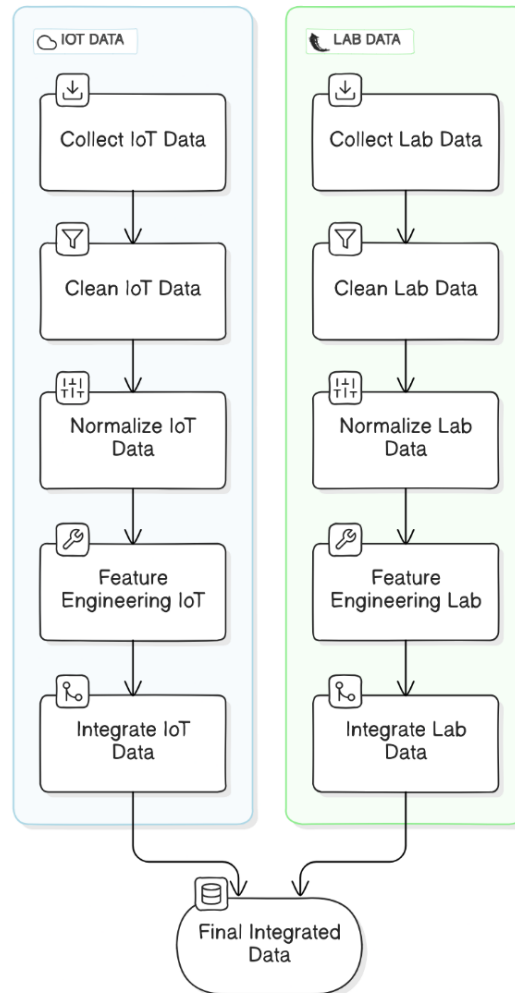 IOT DATA
Collect IoT Data
Clean IoT Data
Normalize IoT
Data
Feature
Engineering IoT
Integrate IoT
Data
LAB DATA
Collect Lab Data
Clean Lab Data
Normalize Lab
Data
Feature
Engineering Lab
Integrate Lab
Data
Final Integrated
Data